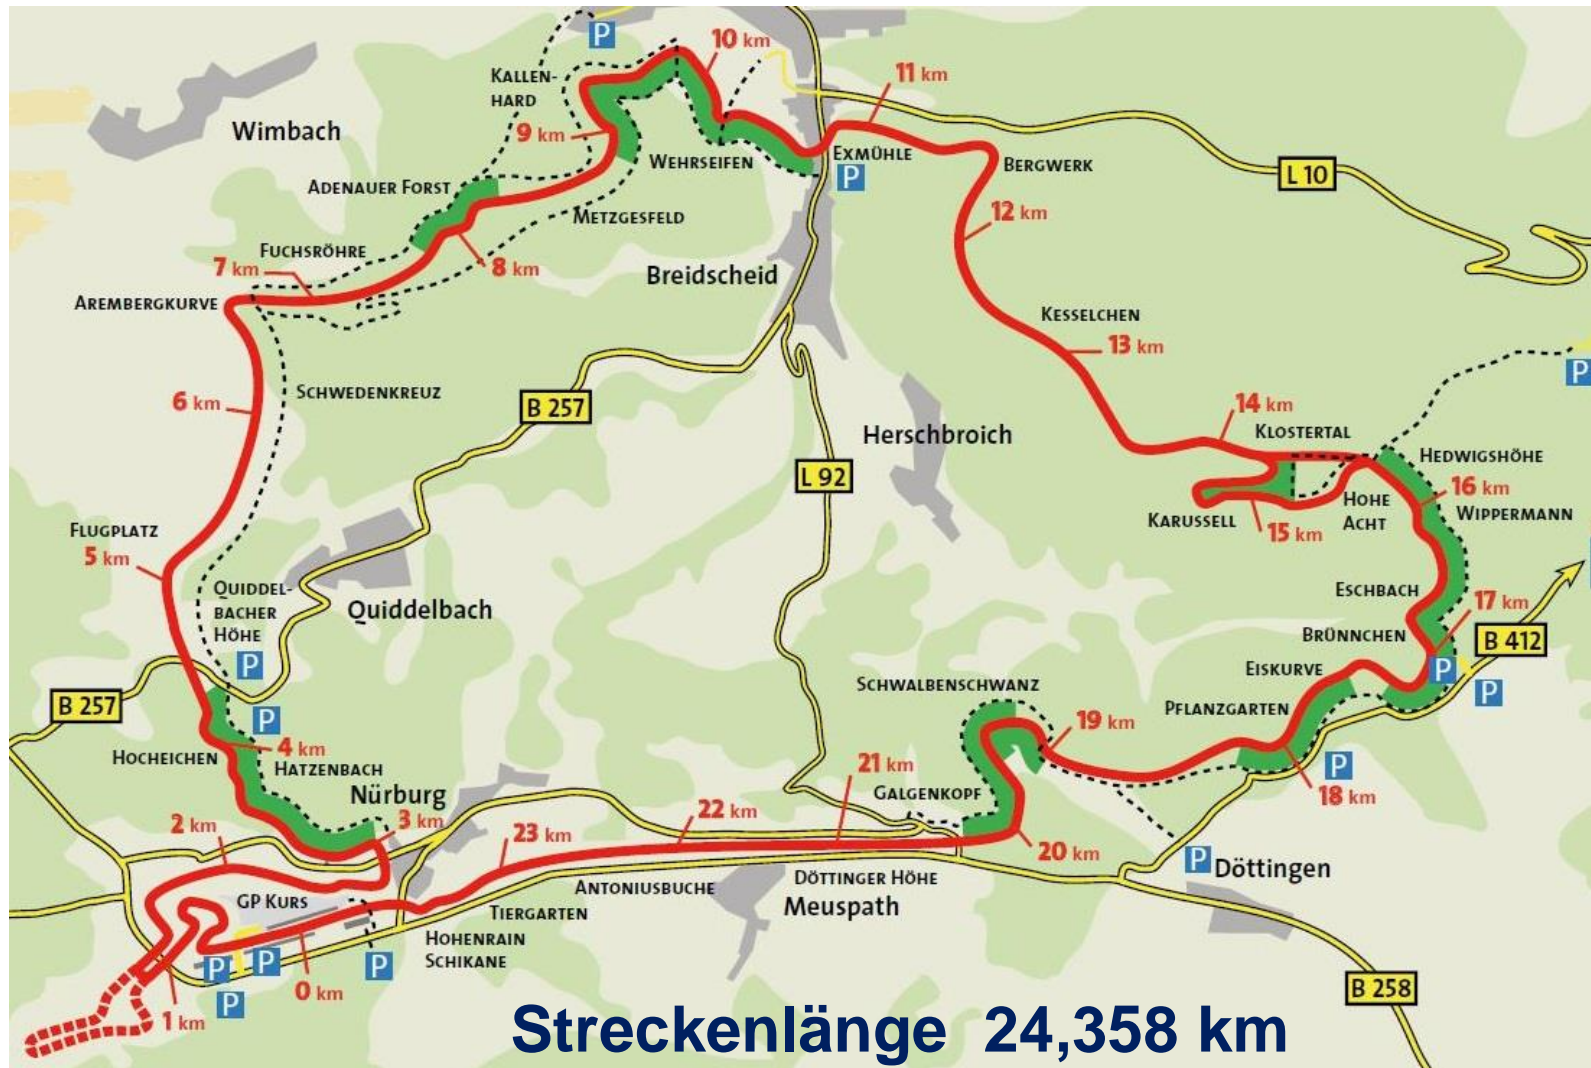 P
10 km
KALLEN-
HARD
11 km
Wimbach
9 km
WEHRSEIFEN
EXMÜHLE
P
BERGWERK
L 10
ADENAUER FORST
METZGESFELD
12 km
FUCHSRÖHRE
7 km
8 km
Breidscheid
AREMBERGKURVE
KESSELCHEN
13 km
P
SCHWEDENKREUZ
6 km
B 257
14 km
KLOSTERTAL
Herschbroich
HEDWIGSHÖHE
L 92
16 km
HOHE
ACHT
WIPPERMANN
KARUSSELL
15 km
FLUGPLATZ
5 km
QUIDDEL-
BACHER
HÖHE
Quiddelbach
ESCHBACH
17 km
BRÜNNCHEN
B 412
P
EISKURVE
P
P
SCHWALBENSCHWANZ
B 257
P
PFLANZGARTEN
19 km
4 km
HOCHEICHEN
HATZENBACH
P
Nürburg
21 km
GALGENKOPF
18 km
2 km
3 km
22 km
23 km
20 km
P
Döttingen
GP KURS
ANTONIUSBUCHE
DÖTTINGER HÖHE
Meuspath
TIERGARTEN
HOHENRAIN
SCHIKANE
P
P
P
P
0 km
1 km
B 258
Streckenlänge 24,358 km